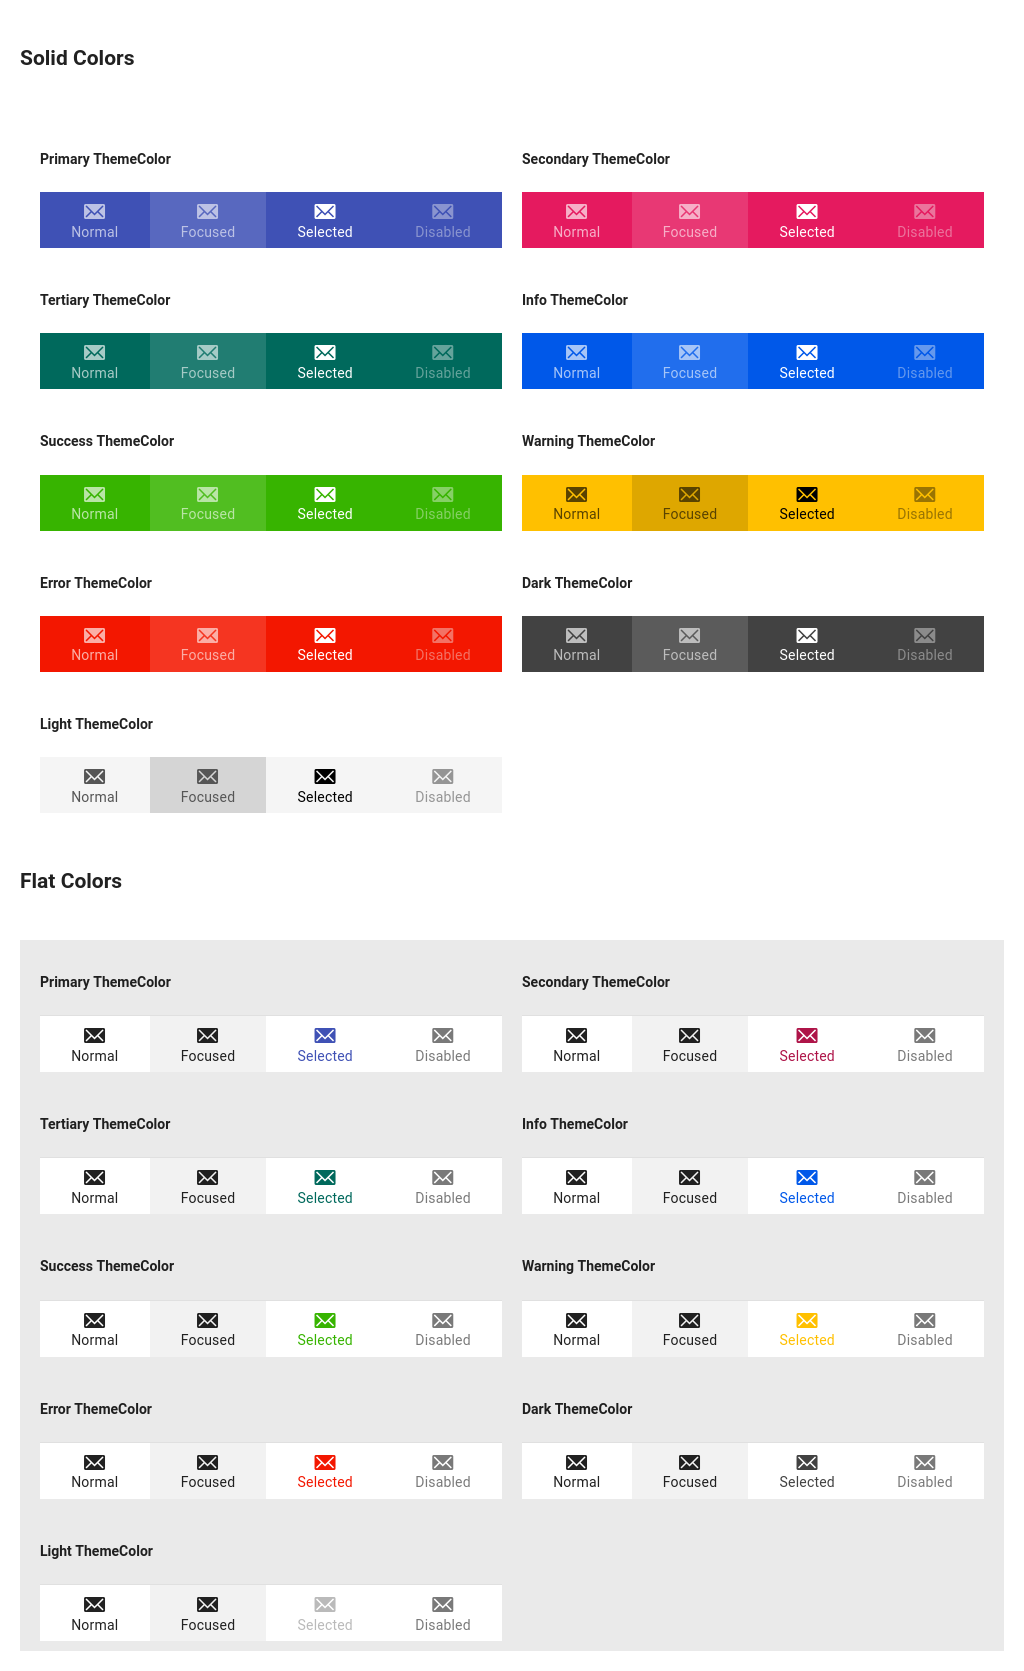 Solid Colors
Primary ThemeColor
Normal Focused Selected Disabled
Secondary ThemeColor
Normal Focused Selected Disabled
Tertiary ThemeColor
Normal Focused Selected Disabled
Info ThemeColor
Normal Focused Selected Disabled
Success ThemeColor
Normal Focused Selected Disabled
Warning ThemeColor
Normal Focused Selected Disabled
Error ThemeColor
Normal Focused Selected Disabled
Dark ThemeColor
Normal Focused Selected Disabled
Light ThemeColor
Normal Focused Selected Disabled
Flat Colors
Primary ThemeColor
Normal Focused Selected Disabled
Secondary ThemeColor
Normal Focused Selected Disabled
Tertiary ThemeColor
Normal Focused Selected Disabled
Info ThemeColor
Normal Focused Selected Disabled
Success ThemeColor
Normal Focused Selected Disabled
Warning ThemeColor
Normal Focused Selected Disabled
Error ThemeColor
Normal Focused Selected Disabled
Dark ThemeColor
Normal Focused Selected Disabled
Light ThemeColor
Normal Focused Selected Disabled